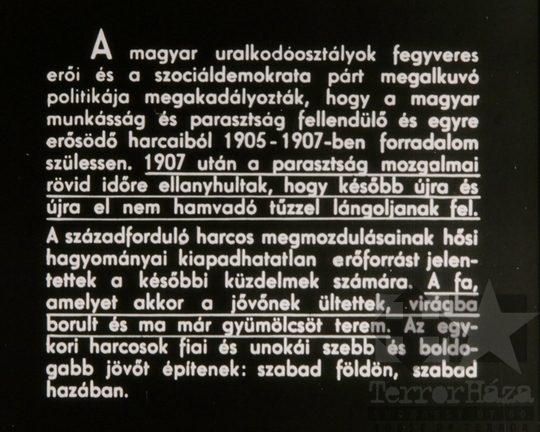 A magyar uralkodóosztályok fegyveres
erői és a szociáldemokrata párt megalkuvó
politikája megakadályozták, hogy a magyar
munkásság és parasztság fellendülő és egyre
erősödő harcaiból 1905-1907-ben forradalom
szülessen. 1907 után a parasztság mozgalmai
rövid időre ellanyhultak, hogy később újra és
újra el nem hamvadó tűzzel lángoljanak fel.
A századforduló harcos megmozdulásainak hősi
hagyományai kiapadhatatlan erőforrást jelen-
tettek a későbbi küzdelmek számára. A fa,
amelyet akkor a jövőnek ültettek, virágba
borult és ma már gyümölcsöt terem. Az egy-
kori harcosok fiai és unokái szebb és boldo-
gabb jövőt építenek: szabad földön, szabad
hazában.
TerrorHáza